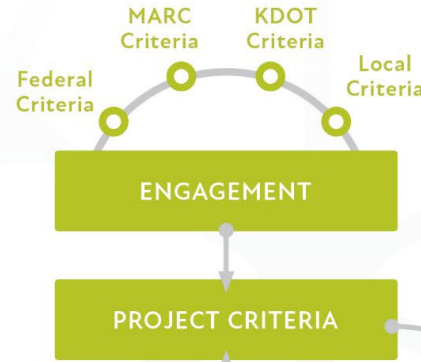 MARC
Criteria
KDOT
Criteria
Federal
Criteria
Local
Criteria
ENGAGEMENT
PROJECT CRITERIA